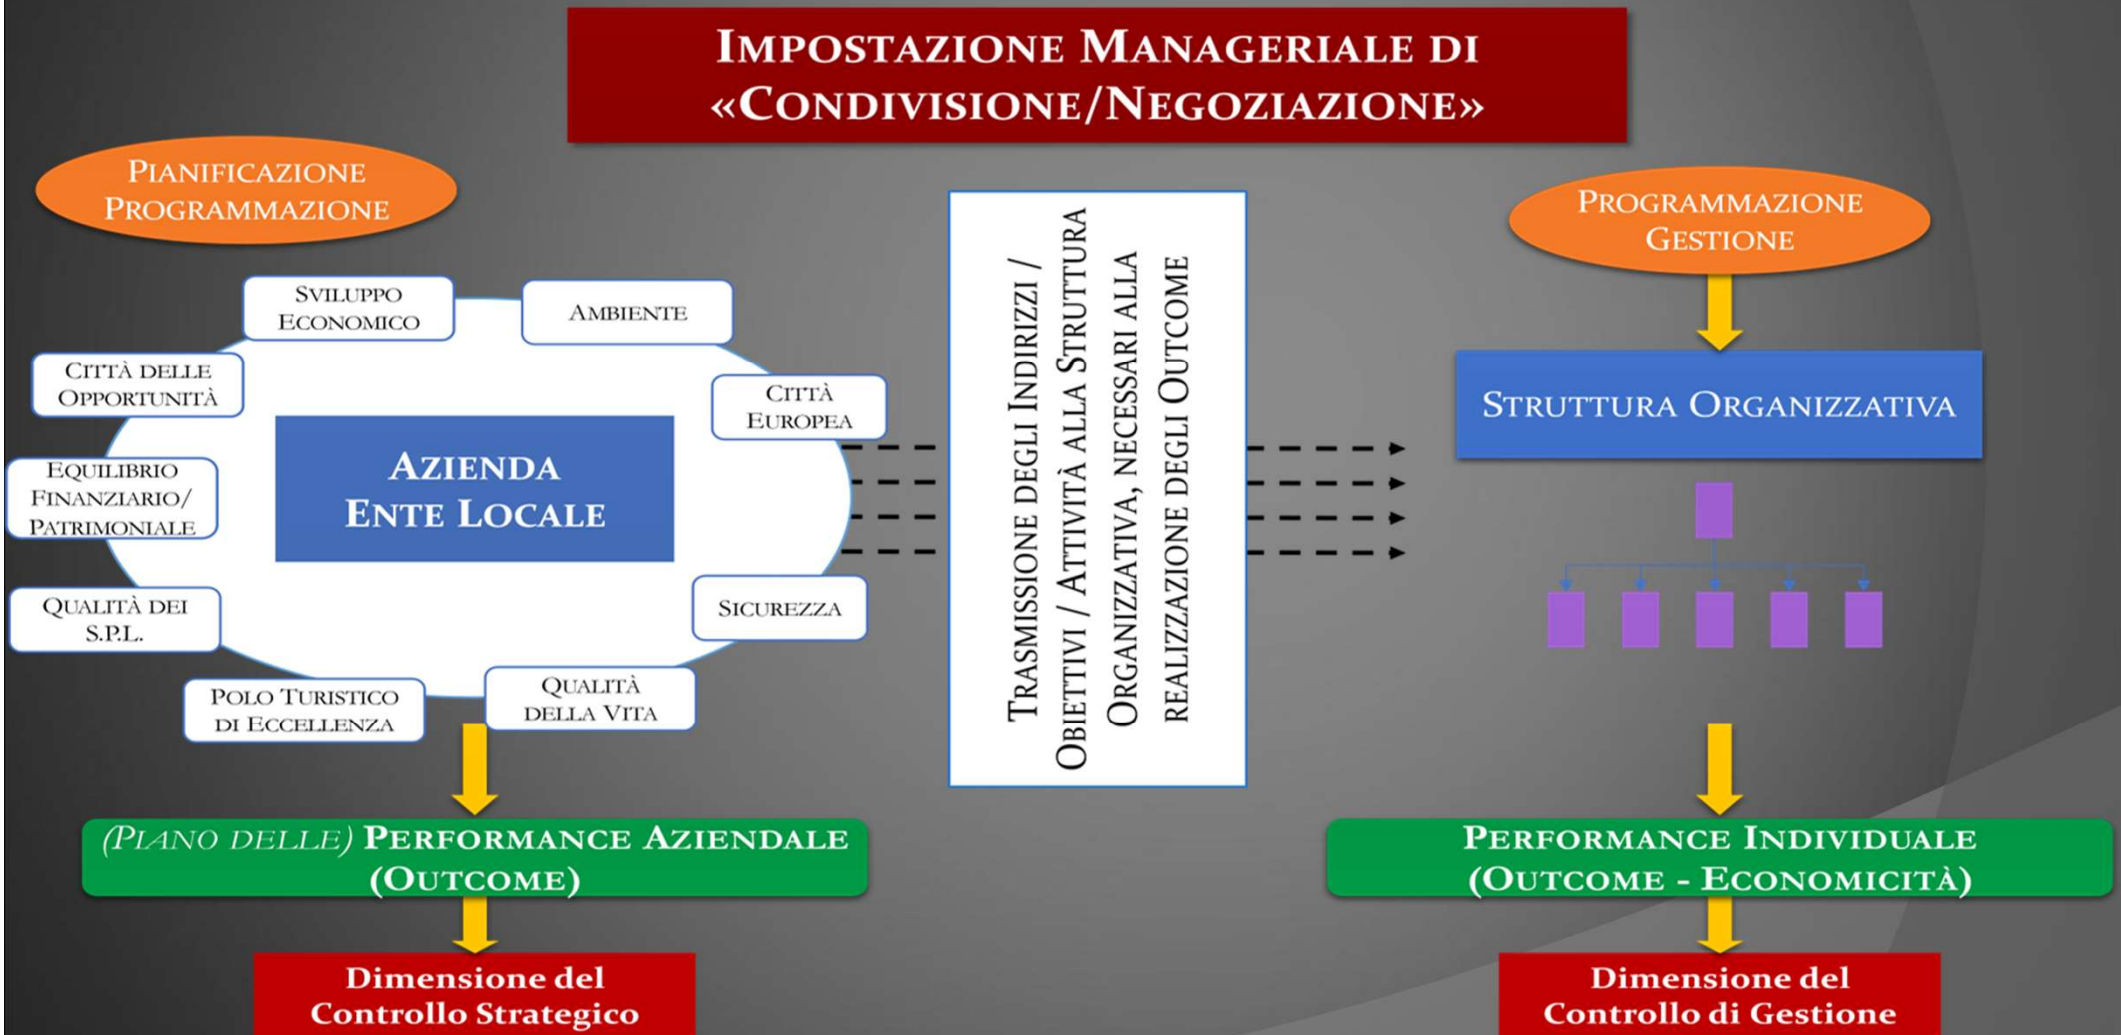 IMPOSTAZIONE MANAGERIALE DI
«CONDIVISIONE/NEGOZIAZIONE»
PIANIFICAZIONE
PROGRAMMAZIONE
SVILUPPO
ECONOMICO
AMBIENTE
CITTÀ DELLE
OPPORTUNITÀ
CITTÀ
EUROPEA
EQUILIBRIO
FINANZIARIO/
PATRIMONIALE
AZIENDA
ENTE LOCALE
QUALITÀ DEI
S.P.L.
SICUREZZA
POLO TURISTICO
DI ECCELLENZA
QUALITÀ
DELLA VITA
(PIANO DELLE) PERFORMANCE AZIENDALE
(OUTCOME)
Dimensione del
Controllo Strategico
TRASMISSIONE DEGLI INDIRIZZI /
OBIETTIVI / ATTIVITÀ ALLA STRUTTURA
ORGANIZZATIVA, NECESSARI ALLA
REALIZZAZIONE DEGLI OUTCOME
PROGRAMMAZIONE
GESTIONE
STRUTTURA ORGANIZZATIVA
PERFORMANCE INDIVIDUALE
(OUTCOME - ECONOMICITÀ)
Dimensione del
Controllo di Gestione